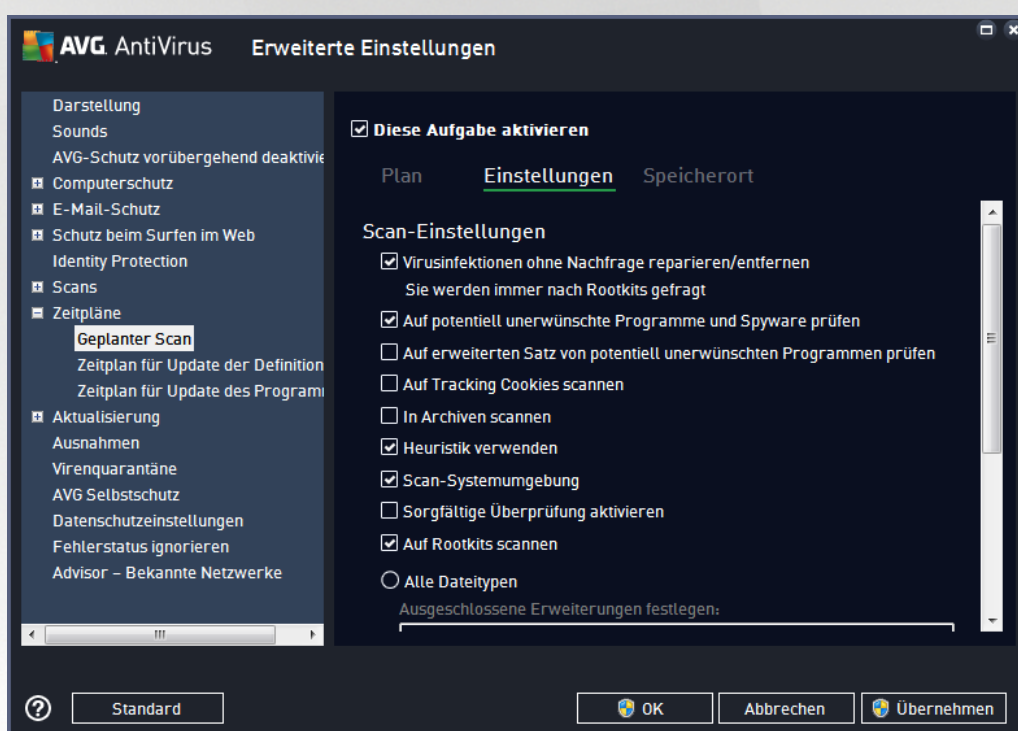 AVG. AntiVirus Erweiterte Einstellungen
Darstellung
Sounds
AVG-Schutz vorübergehend deaktivie
Computerschutz
E-Mail-Schutz
Schutz beim Surfen im Web
Identity Protection
Scans
Zeitpläne
Geplanter Scan
Zeitplan für Update der Definition
Zeitplan für Update des Program
Aktualisierung
Ausnahmen
Virenquarantäne
AVG Selbstschutz
Datenschutzeinstellungen
Fehlerstatus ignorieren
Advisor – Bekannte Netzwerke
Diese Aufgabe aktivieren
Plan Einstellungen Speicherort
Scan-Einstellungen
Virusinfektionen ohne Nachfrage reparieren/entfernen
Sie werden immer nach Rootkits gefragt
Auf potentiell unerwünschte Programme und Spyware prüfen
Auf erweiterten Satz von potentiell unerwünschten Programmen prüfen
Auf Tracking Cookies scannen
In Archiven scannen
Heuristik verwenden
Scan-Systemumgebung
Sorgfältige Überprüfung aktivieren
Auf Rootkits scannen
Alle Dateitypen
Ausgeschlossene Erweiterungen festlegen:
Standard OK Abbrechen Übernehmen